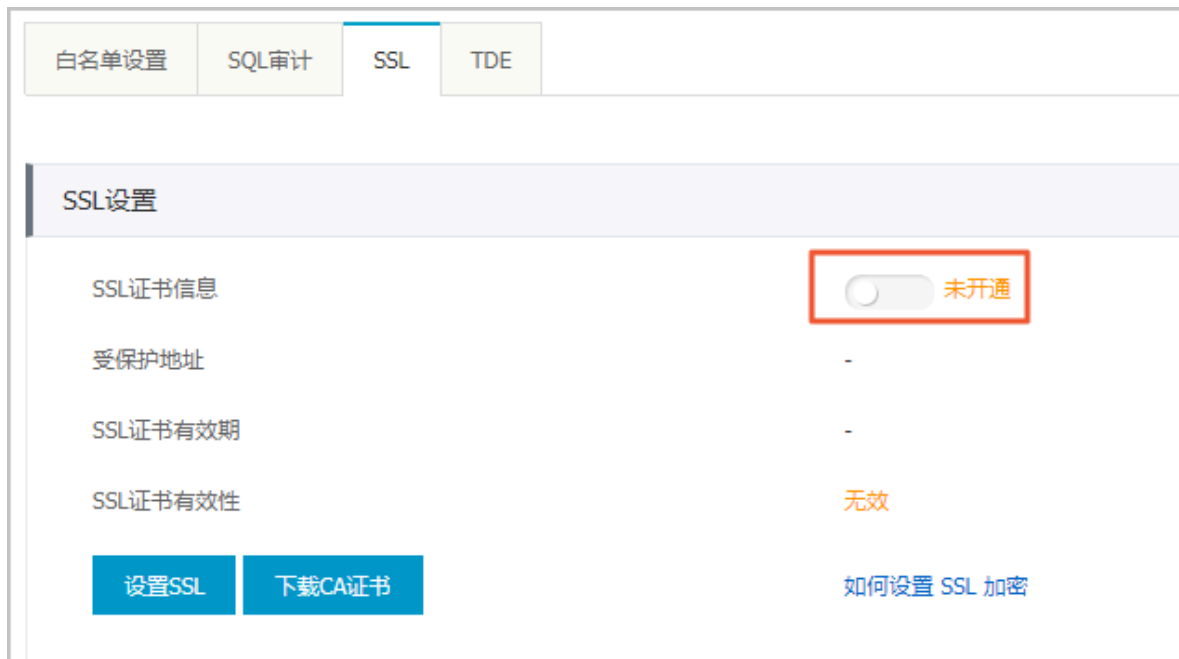 白名单设置 SQL审计 SSL TDE
SSL设置
SSL证书信息 未开通
受保护地址 -
SSL证书有效期 -
SSL证书有效性 无效
设置SSL 下载CA证书 如何设置 SSL 加密